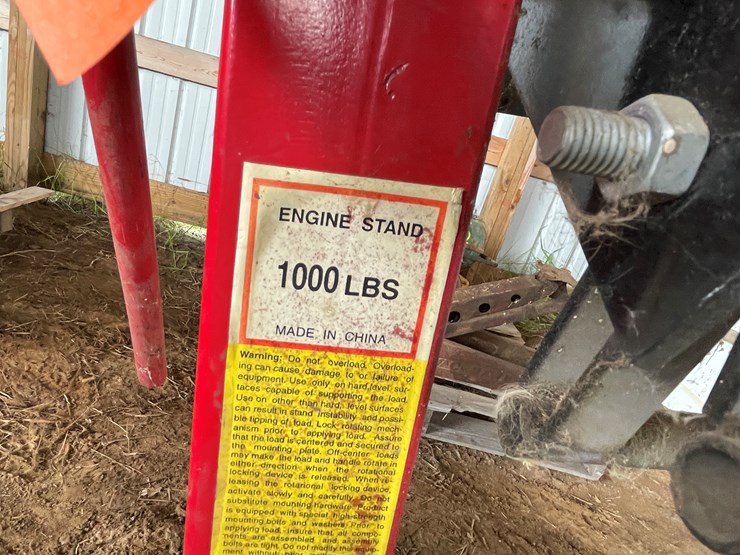 ENGINE STAND
1000 LBS
MADE IN CHINA
Warning: Do not overload. Overload-
ing can cause damage to or failure of
equipment. Use only on hard, level sur-
faces capable of supporting the load.
Use on other than hard, level surfaces
can result in stand instability and possi-
ble tipping of load. Lock rotating mech-
anism prior to applying load. Assure
that the load is centered and secured to
the mounting plate. Off-center loads
may make the load and handle rotate in
either direction when the rotational
locking device is released. When re-
leasing the rotational locking device,
activate slowly and carefully. Do not
substitute mounting hardware. Product
is equipped with special high-strength
mounting bolts and washers. Prior to
applying load, insure that all compo-
nents are assembled and assembly
bolts are tight. Do not modify this equip-
ment without